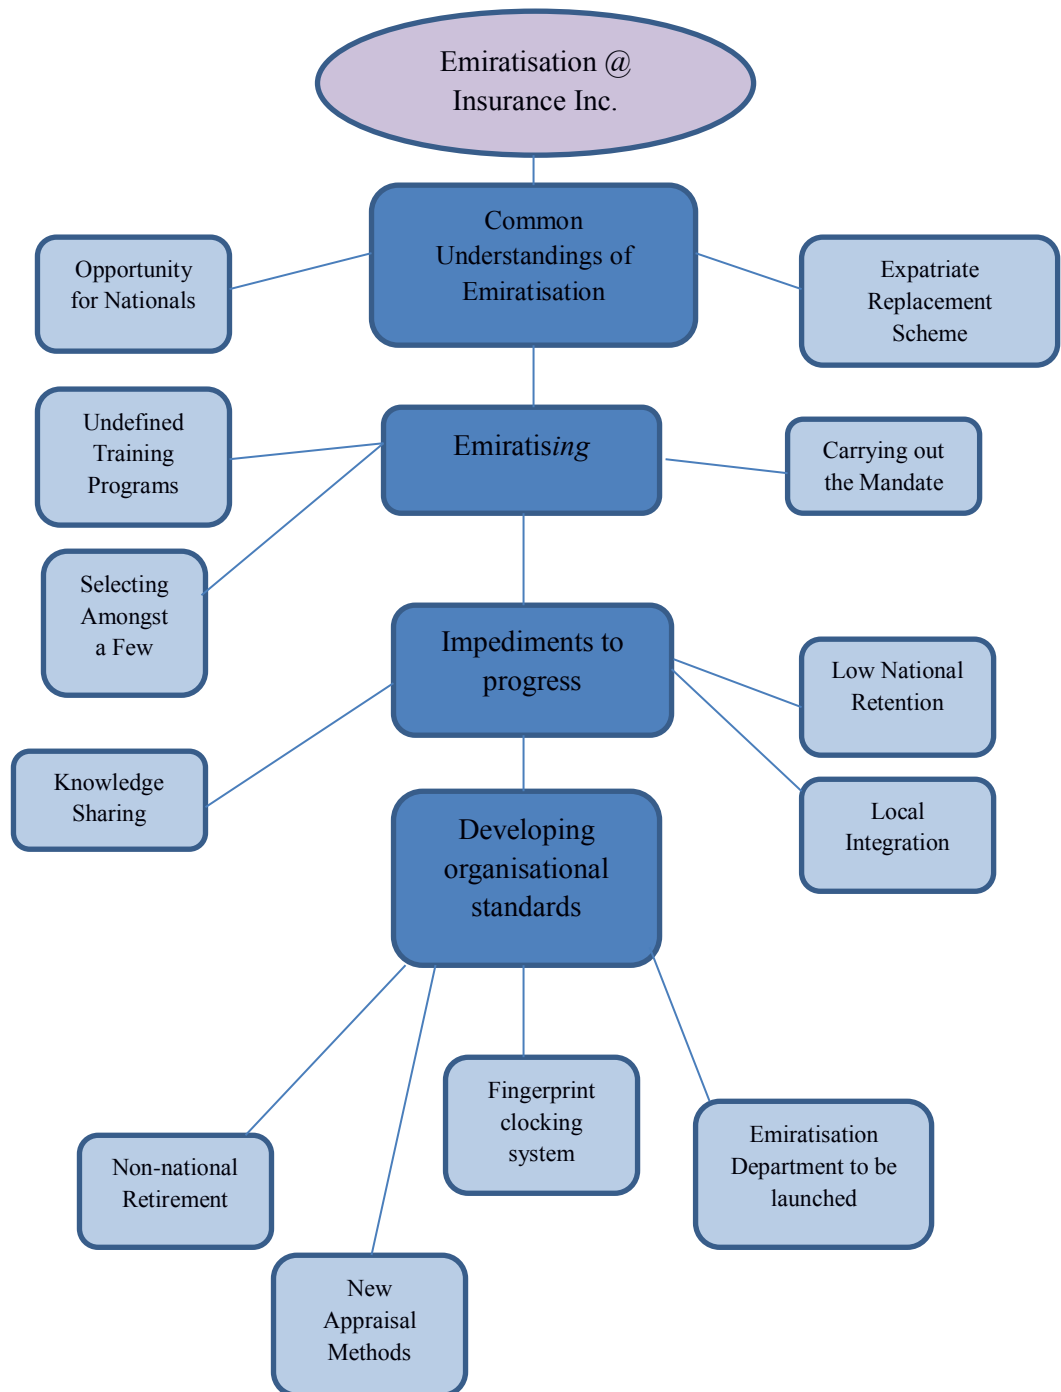 Emiratisation @
Insurance Inc.
Common
Understandings of
Emiratisation
Opportunity
for Nationals
Expatriate
Replacement
Scheme
Undefined
Training
Programs
Emiratising
Carrying out
the Mandate
Selecting
Amongst
a Few
Impediments to
progress
Low National
Retention
Knowledge
Sharing
Local
Integration
Developing
organisational
standards
Fingerprint
clocking
system
Emiratisation
Department to be
launched
Non-national
Retirement
New
Appraisal
Methods